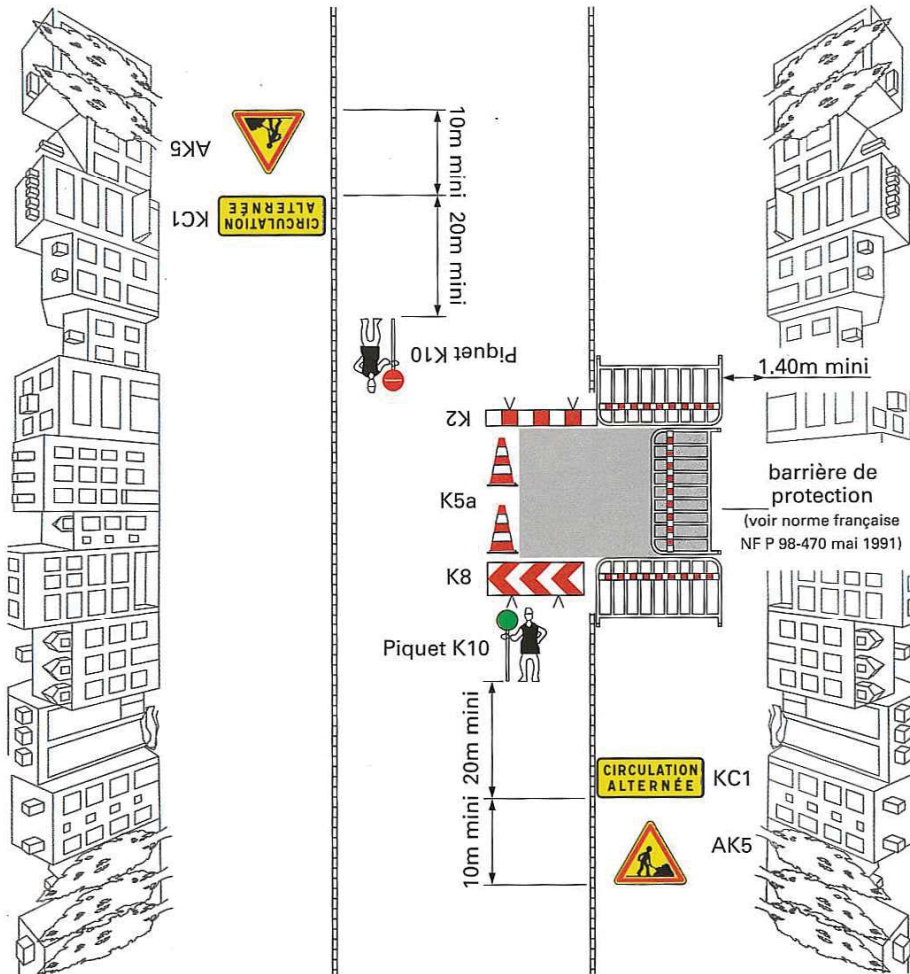 10m mini
AK5
CIRCULATION
ALTERNÉE
KC1
20m mini
Piquet K10
1.40m mini
K2
barrière de
protection
(voir norme française
NF P 98-470 mai 1991)
K5a
K8
Piquet K10
20m mini
CIRCULATION
ALTERNÉE
KC1
10m mini
AK5